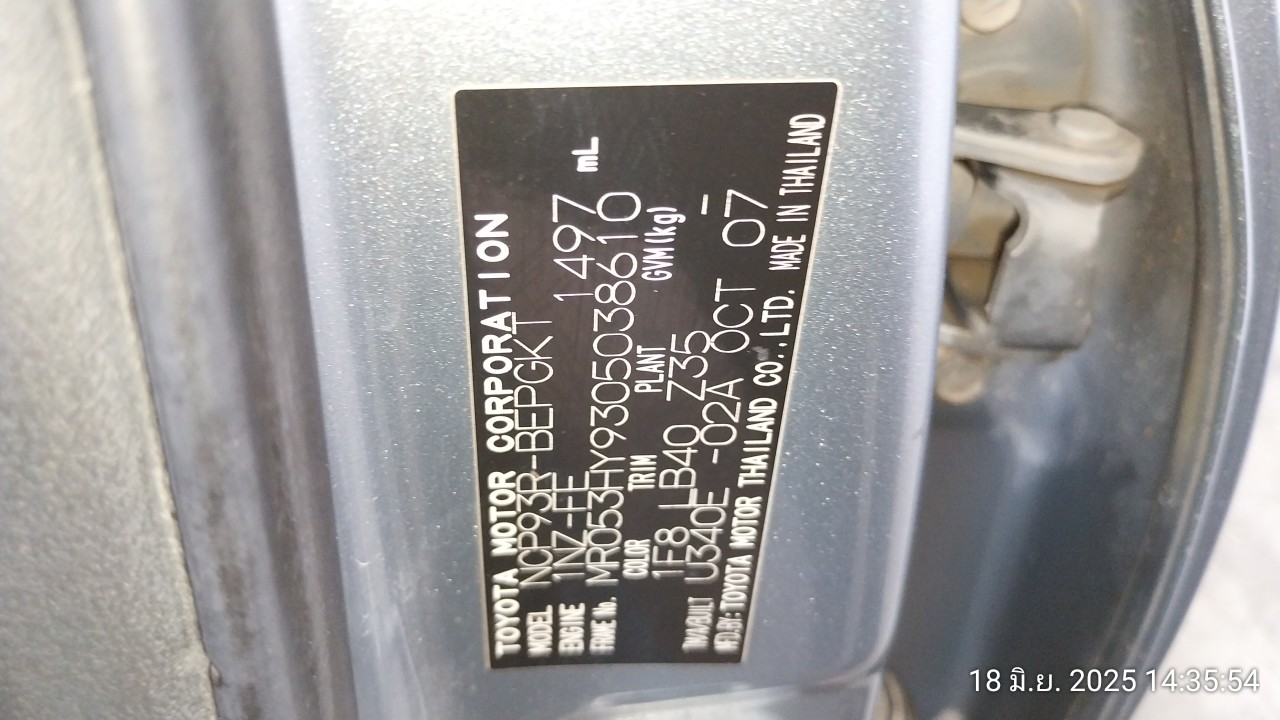 TOYOTA MOTOR CORPORATION
MODEL NCP93R-BEPGKT
ENGINE 1NZ-FE 1497 mL
FRAME No. MR053HY9305038610
COLOR TRIM PLANT GVM(kg)
1F8 LB40 Z35 -
TM/A/BUILT U340E -02A OCT 07
MFD.BY:TOYOTA MOTOR THAILAND CO.,LTD. MADE IN THAILAND
18 มิ.ย. 2025 14:35:54